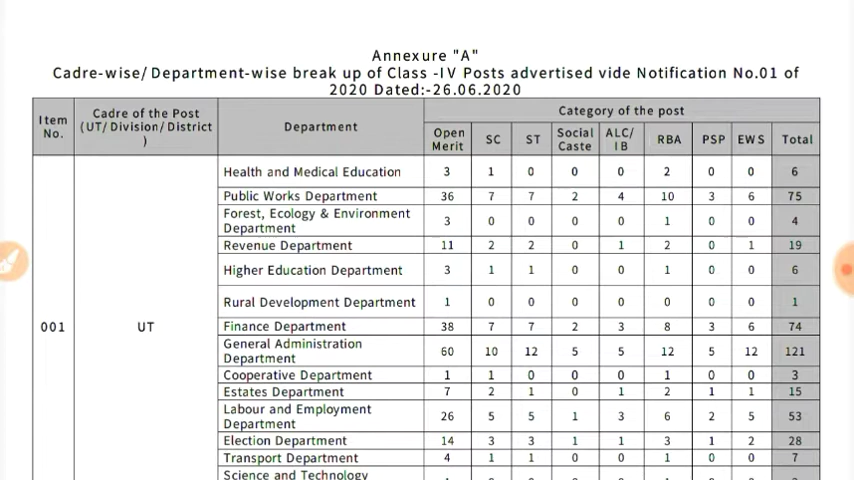 Annexure "A"
Cadre-wise/Department-wise break up of Class -IV Posts advertised vide Notification No.01 of
2020 Dated:-26.06.2020
Item No. Cadre of the Post (UT/Division/District ) Department Category of the post
Open Merit SC ST Social Caste ALC/ IB RBA PSP EWS Total
Health and Medical Education 3 1 0 0 0 2 0 0 6
Public Works Department 36 7 7 2 4 10 3 6 75
Forest, Ecology & Environment Department 3 0 0 0 0 1 0 0 4
Revenue Department 11 2 2 0 1 2 0 1 19
Higher Education Department 3 1 1 0 0 1 0 0 6
Rural Development Department 1 0 0 0 0 0 0 0 1
001 UT Finance Department 38 7 7 2 3 8 3 6 74
General Administration Department 60 10 12 5 5 12 5 12 121
Cooperative Department 1 1 0 0 0 1 0 0 3
Estates Department 7 2 1 0 1 2 1 1 15
Labour and Employment Department 26 5 5 1 3 6 2 5 53
Election Department 14 3 3 1 1 3 1 2 28
Transport Department 4 1 1 0 0 1 0 0 7
Science and Technology